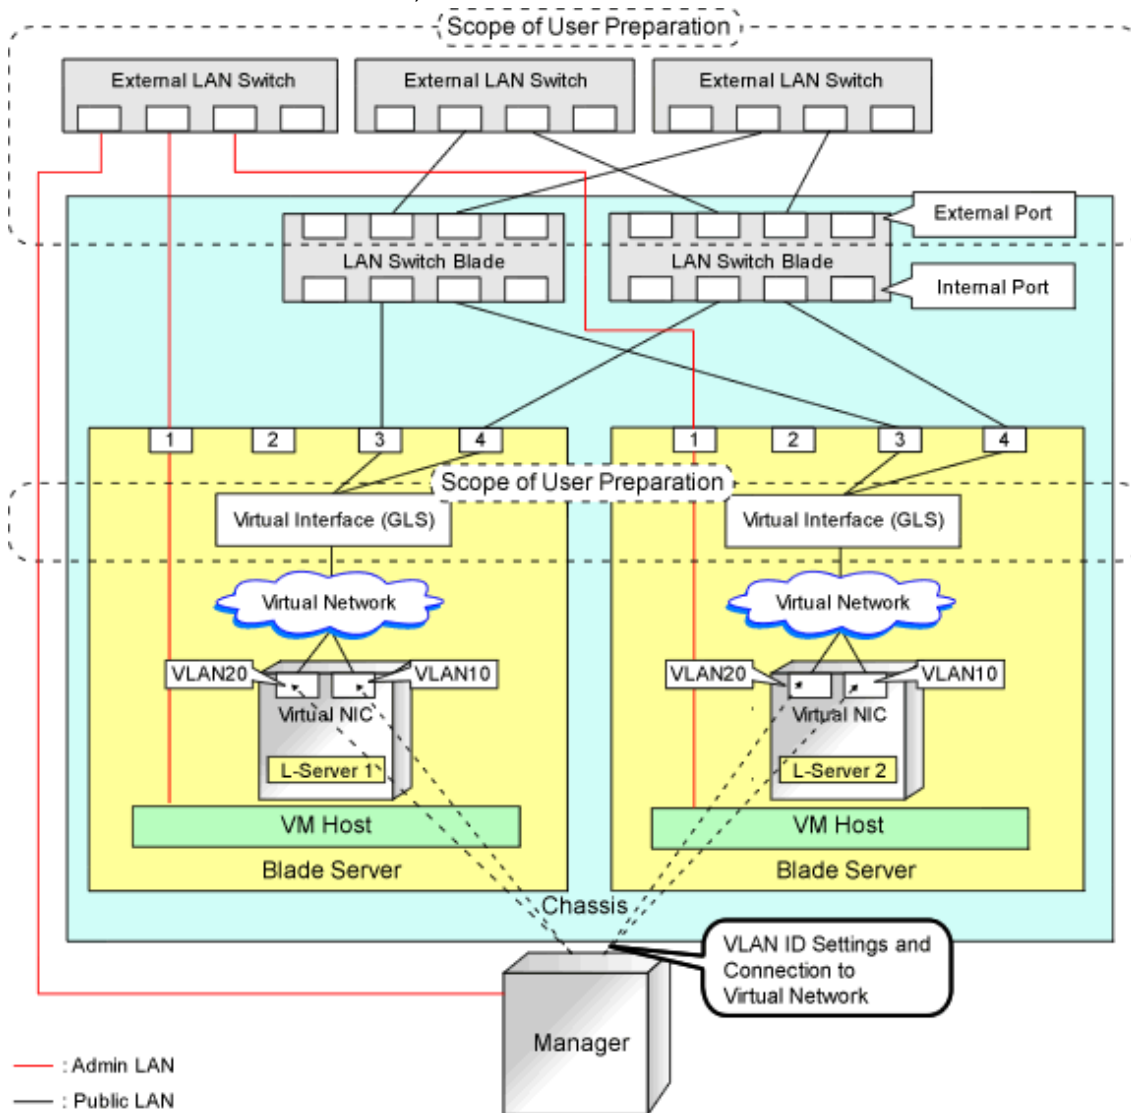 Scope of User Preparation
External LAN Switch
External LAN Switch
External LAN Switch
External Port
LAN Switch Blade
LAN Switch Blade
Internal Port
1
2
3
4
1
2
3
4
Scope of User Preparation
Virtual Interface (GLS)
Virtual Interface (GLS)
Virtual Network
Virtual Network
VLAN20
VLAN10
VLAN20
VLAN10
Virtual NIC
Virtual NIC
L-Server 1
L-Server 2
VM Host
VM Host
Blade Server
Blade Server
Chassis
VLAN ID Settings and
Connection to
Virtual Network
Manager
: Admin LAN
: Public LAN